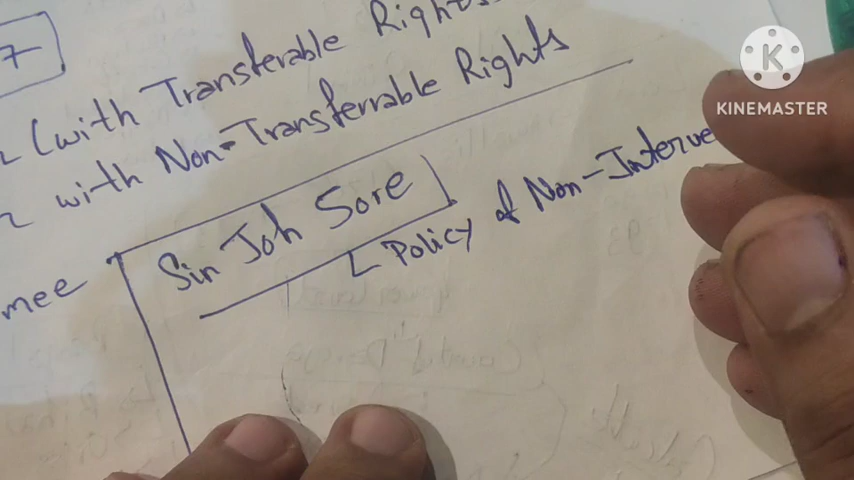 7
(with Transferable Rights
with Non-Transferrable Rights
Sir Joh Sore
Policy of Non-Interve
mee
KINEMASTER